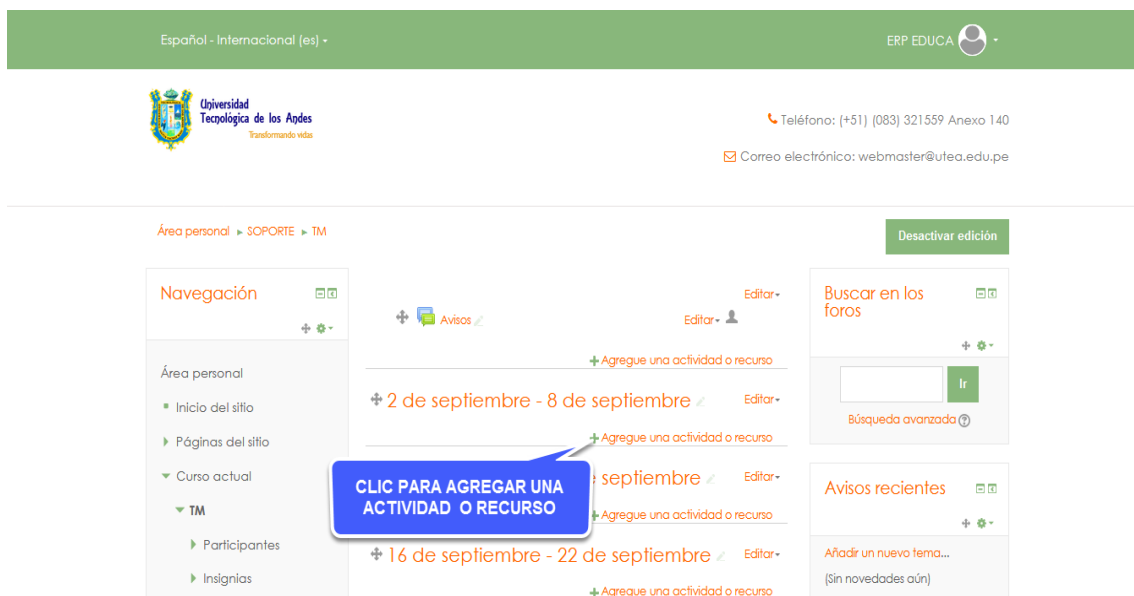 Español - Internacional (es)
ERP EDUCA
Universidad
Tecnológica de los Andes
Transformando vidas
Teléfono: (+51) (083) 321559 Anexo 140
Correo electrónico: webmaster@utea.edu.pe
Área personal ▸ SOPORTE ▸ TM
Desactivar edición
Navegación
Área personal
Inicio del sitio
Páginas del sitio
Curso actual
TM
Participantes
Insignias
Editar
Avisos
Editar
Agregue una actividad o recurso
2 de septiembre - 8 de septiembre
Editar
Agregue una actividad o recurso
CLIC PARA AGREGAR UNA
ACTIVIDAD O RECURSO
septiembre
Editar
Agregue una actividad o recurso
16 de septiembre - 22 de septiembre
Editar
Agregue una actividad o recurso
Buscar en los
foros
Ir
Búsqueda avanzada
Avisos recientes
Añadir un nuevo tema...
(Sin novedades aún)